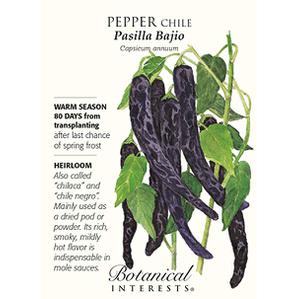 PEPPER CHILE
Pasilla Bajio
Capsicum annuum
WARM SEASON
80 DAYS from
transplanting
after last chance
of spring frost
HEIRLOOM
Also called
"chilaca" and
"chile negro".
Mainly used as
a dried pod or
powder. Its rich,
smoky, mildly
hot flavor is
indispensable in
mole sauces.
Botanical
INTERESTS®